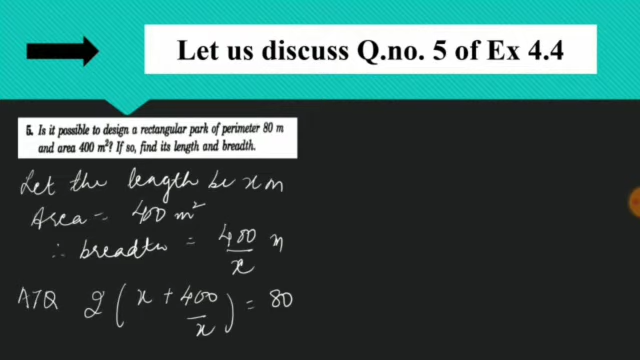 Let us discuss Q.no. 5 of Ex 4.4
5. Is it possible to design a rectangular park of perimeter 80 m
and area 400 m²? If so, find its length and breadth.
Let the length be x m
Area = 400 m²
∴ breadth = 400/x m
ATQ 2(x + 400/x) = 80